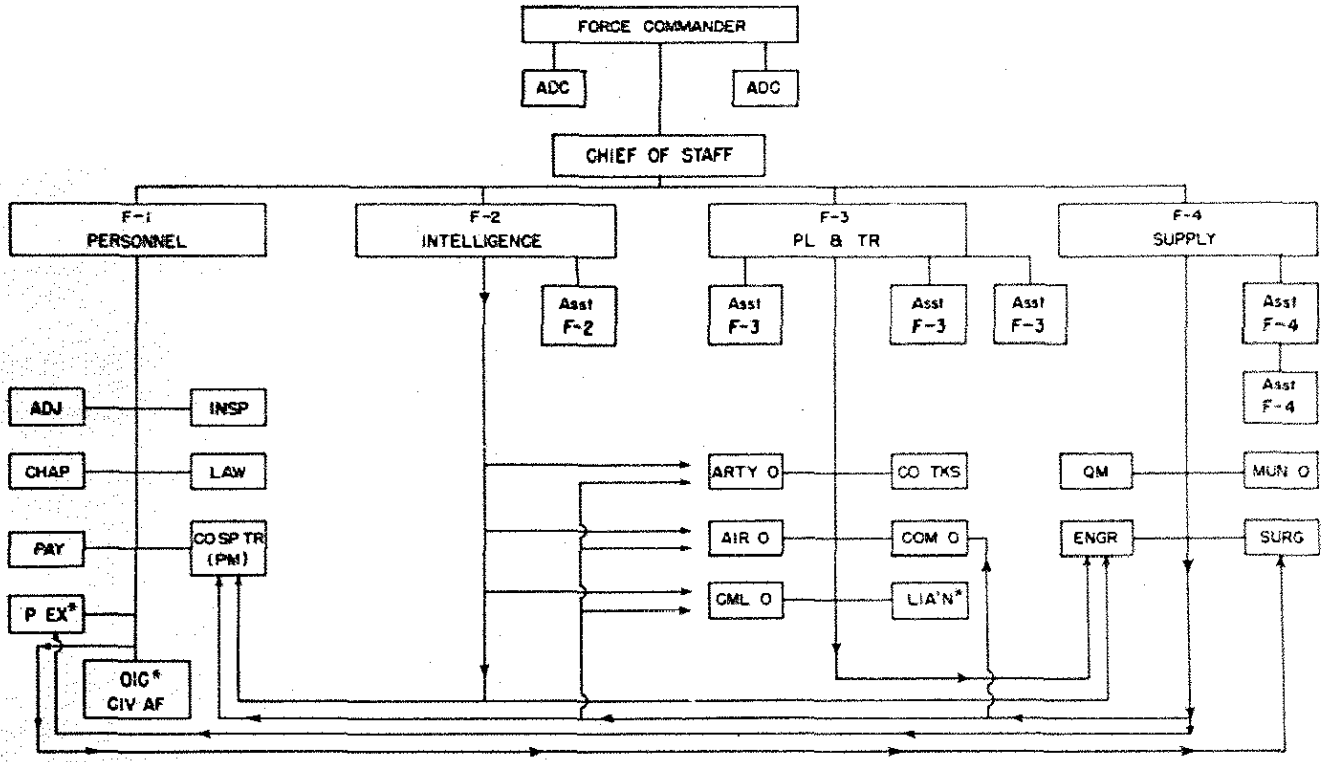 FORCE COMMANDER
ADC
ADC
CHIEF OF STAFF
F-1
PERSONNEL
F-2
INTELLIGENCE
F-3
PL & TR
F-4
SUPPLY
Asst
F-2
Asst
F-3
Asst
F-3
Asst
F-3
Asst
F-4
Asst
F-4
ADJ
INSP
CHAP
LAW
ARTY O
CO TKS
QM
MUN O
PAY
CO SP TR
(PM)
AIR O
COM O
ENGR
SURG
P EX*
CML O
LIA'N*
OIC*
CIV AF